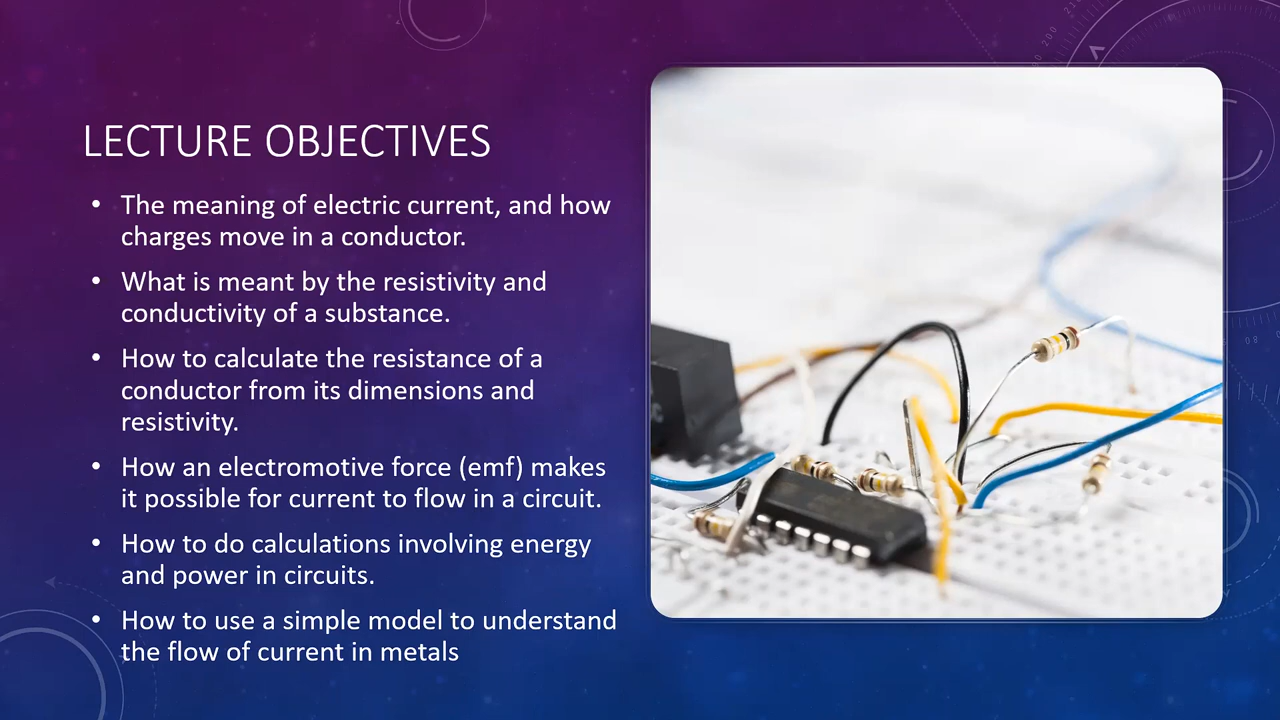 LECTURE OBJECTIVES
• The meaning of electric current, and how
charges move in a conductor.
• What is meant by the resistivity and
conductivity of a substance.
• How to calculate the resistance of a
conductor from its dimensions and
resistivity.
• How an electromotive force (emf) makes
it possible for current to flow in a circuit.
• How to do calculations involving energy
and power in circuits.
• How to use a simple model to understand
the flow of current in metals